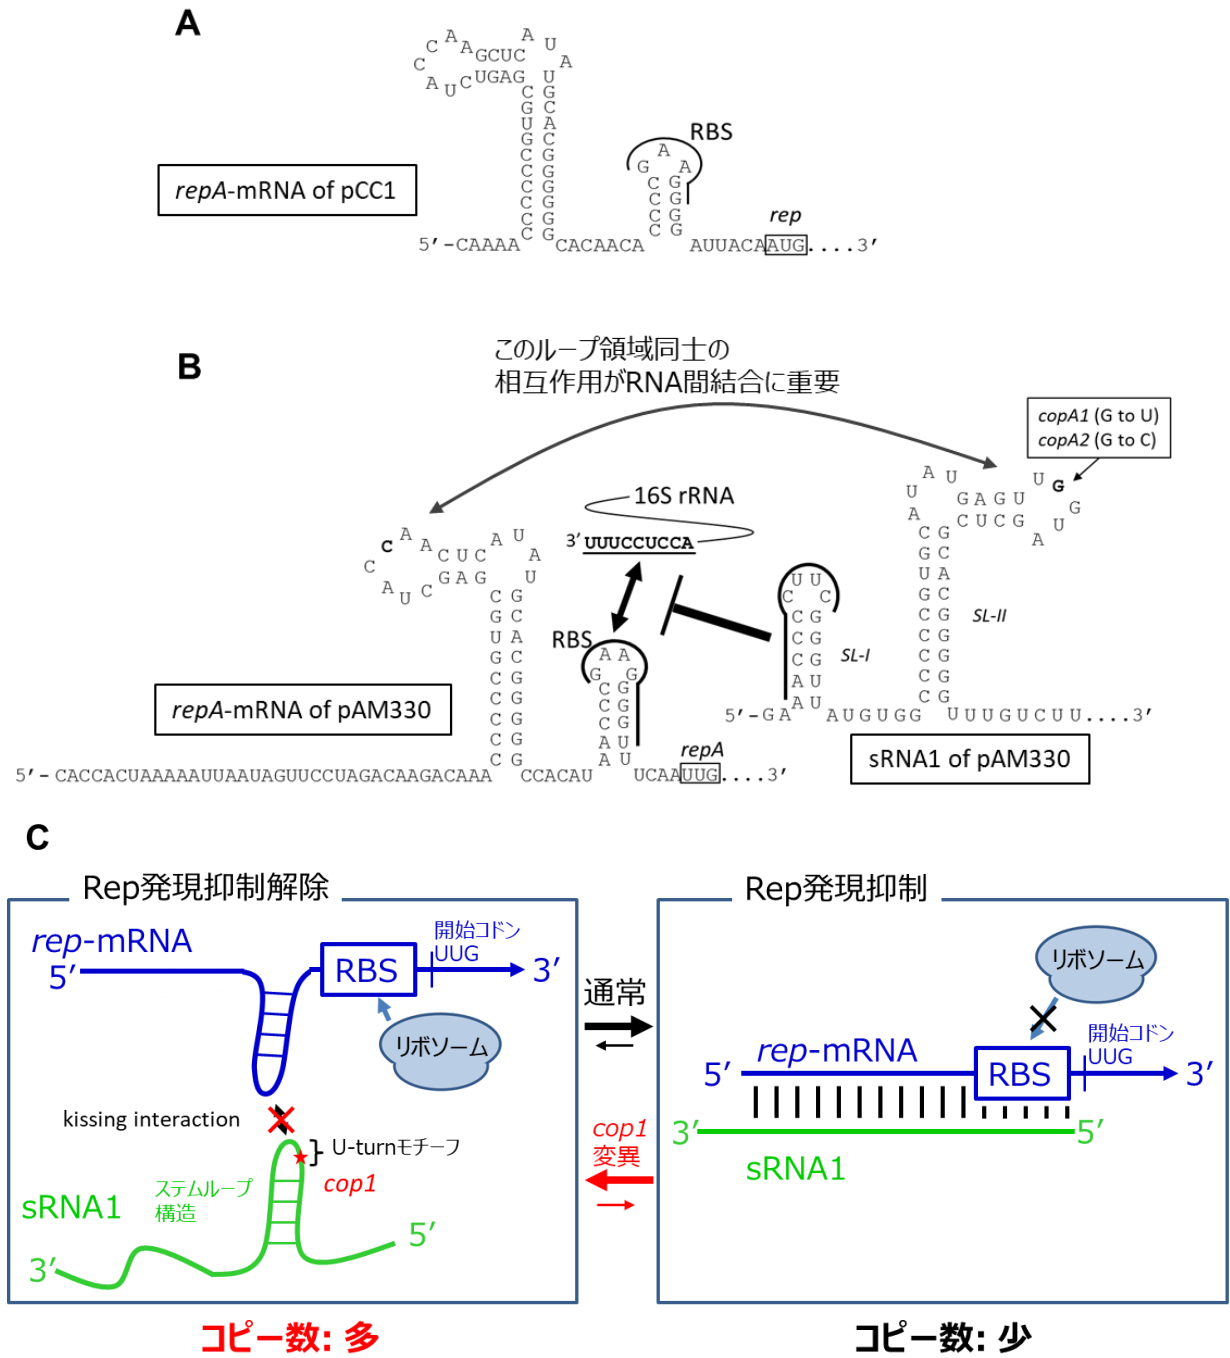 A
C C A A GCUC A U A
C A U C UGAG U
C G U G C C C C C C C
G C A C G G G G G G G
RBS
G A A
C C C C
G G G G
repA-mRNA of pCC1
rep
5′-CAAAA CACAACA AUUACAAUG....3′
B
このループ領域同士の
相互作用がRNA間結合に重要
copA1 (G to U)
copA2 (G to C)
16S rRNA
3′ UUUCCUCCA
A U G A G U U G G U A
U A C U C G
C A A C U C A U A U
C A U C G A G
RBS
SL-I
SL-II
repA-mRNA of pAM330
5′-GA AUGUGG UUUGUCUU....3′
sRNA1 of pAM330
repA
5′-CACCACUAAAAAUUAAUAGUUCCUAGACAAGACAAA CCACAU UCAAUUG....3′
C
Rep発現抑制解除
Rep発現抑制
rep-mRNA
開始コドン
UUG
5′ RBS 3′
リボソーム
通常
リボソーム
rep-mRNA
開始コドン
UUG
5′ RBS 3′
kissing interaction
U-turnモチーフ
cop1
cop1
変異
3′ 5′
sRNA1
sRNA1
ステムループ
構造
5′
3′
コピー数: 多
コピー数: 少